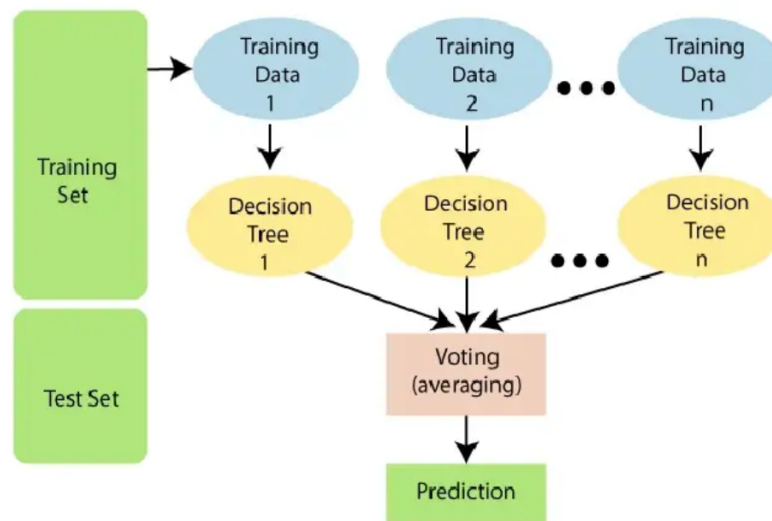 Training
Set
Test Set
Training
Data
1
Training
Data
2
Training
Data
n
Decision
Tree
1
Decision
Tree
2
Decision
Tree
n
Voting
(averaging)
Prediction